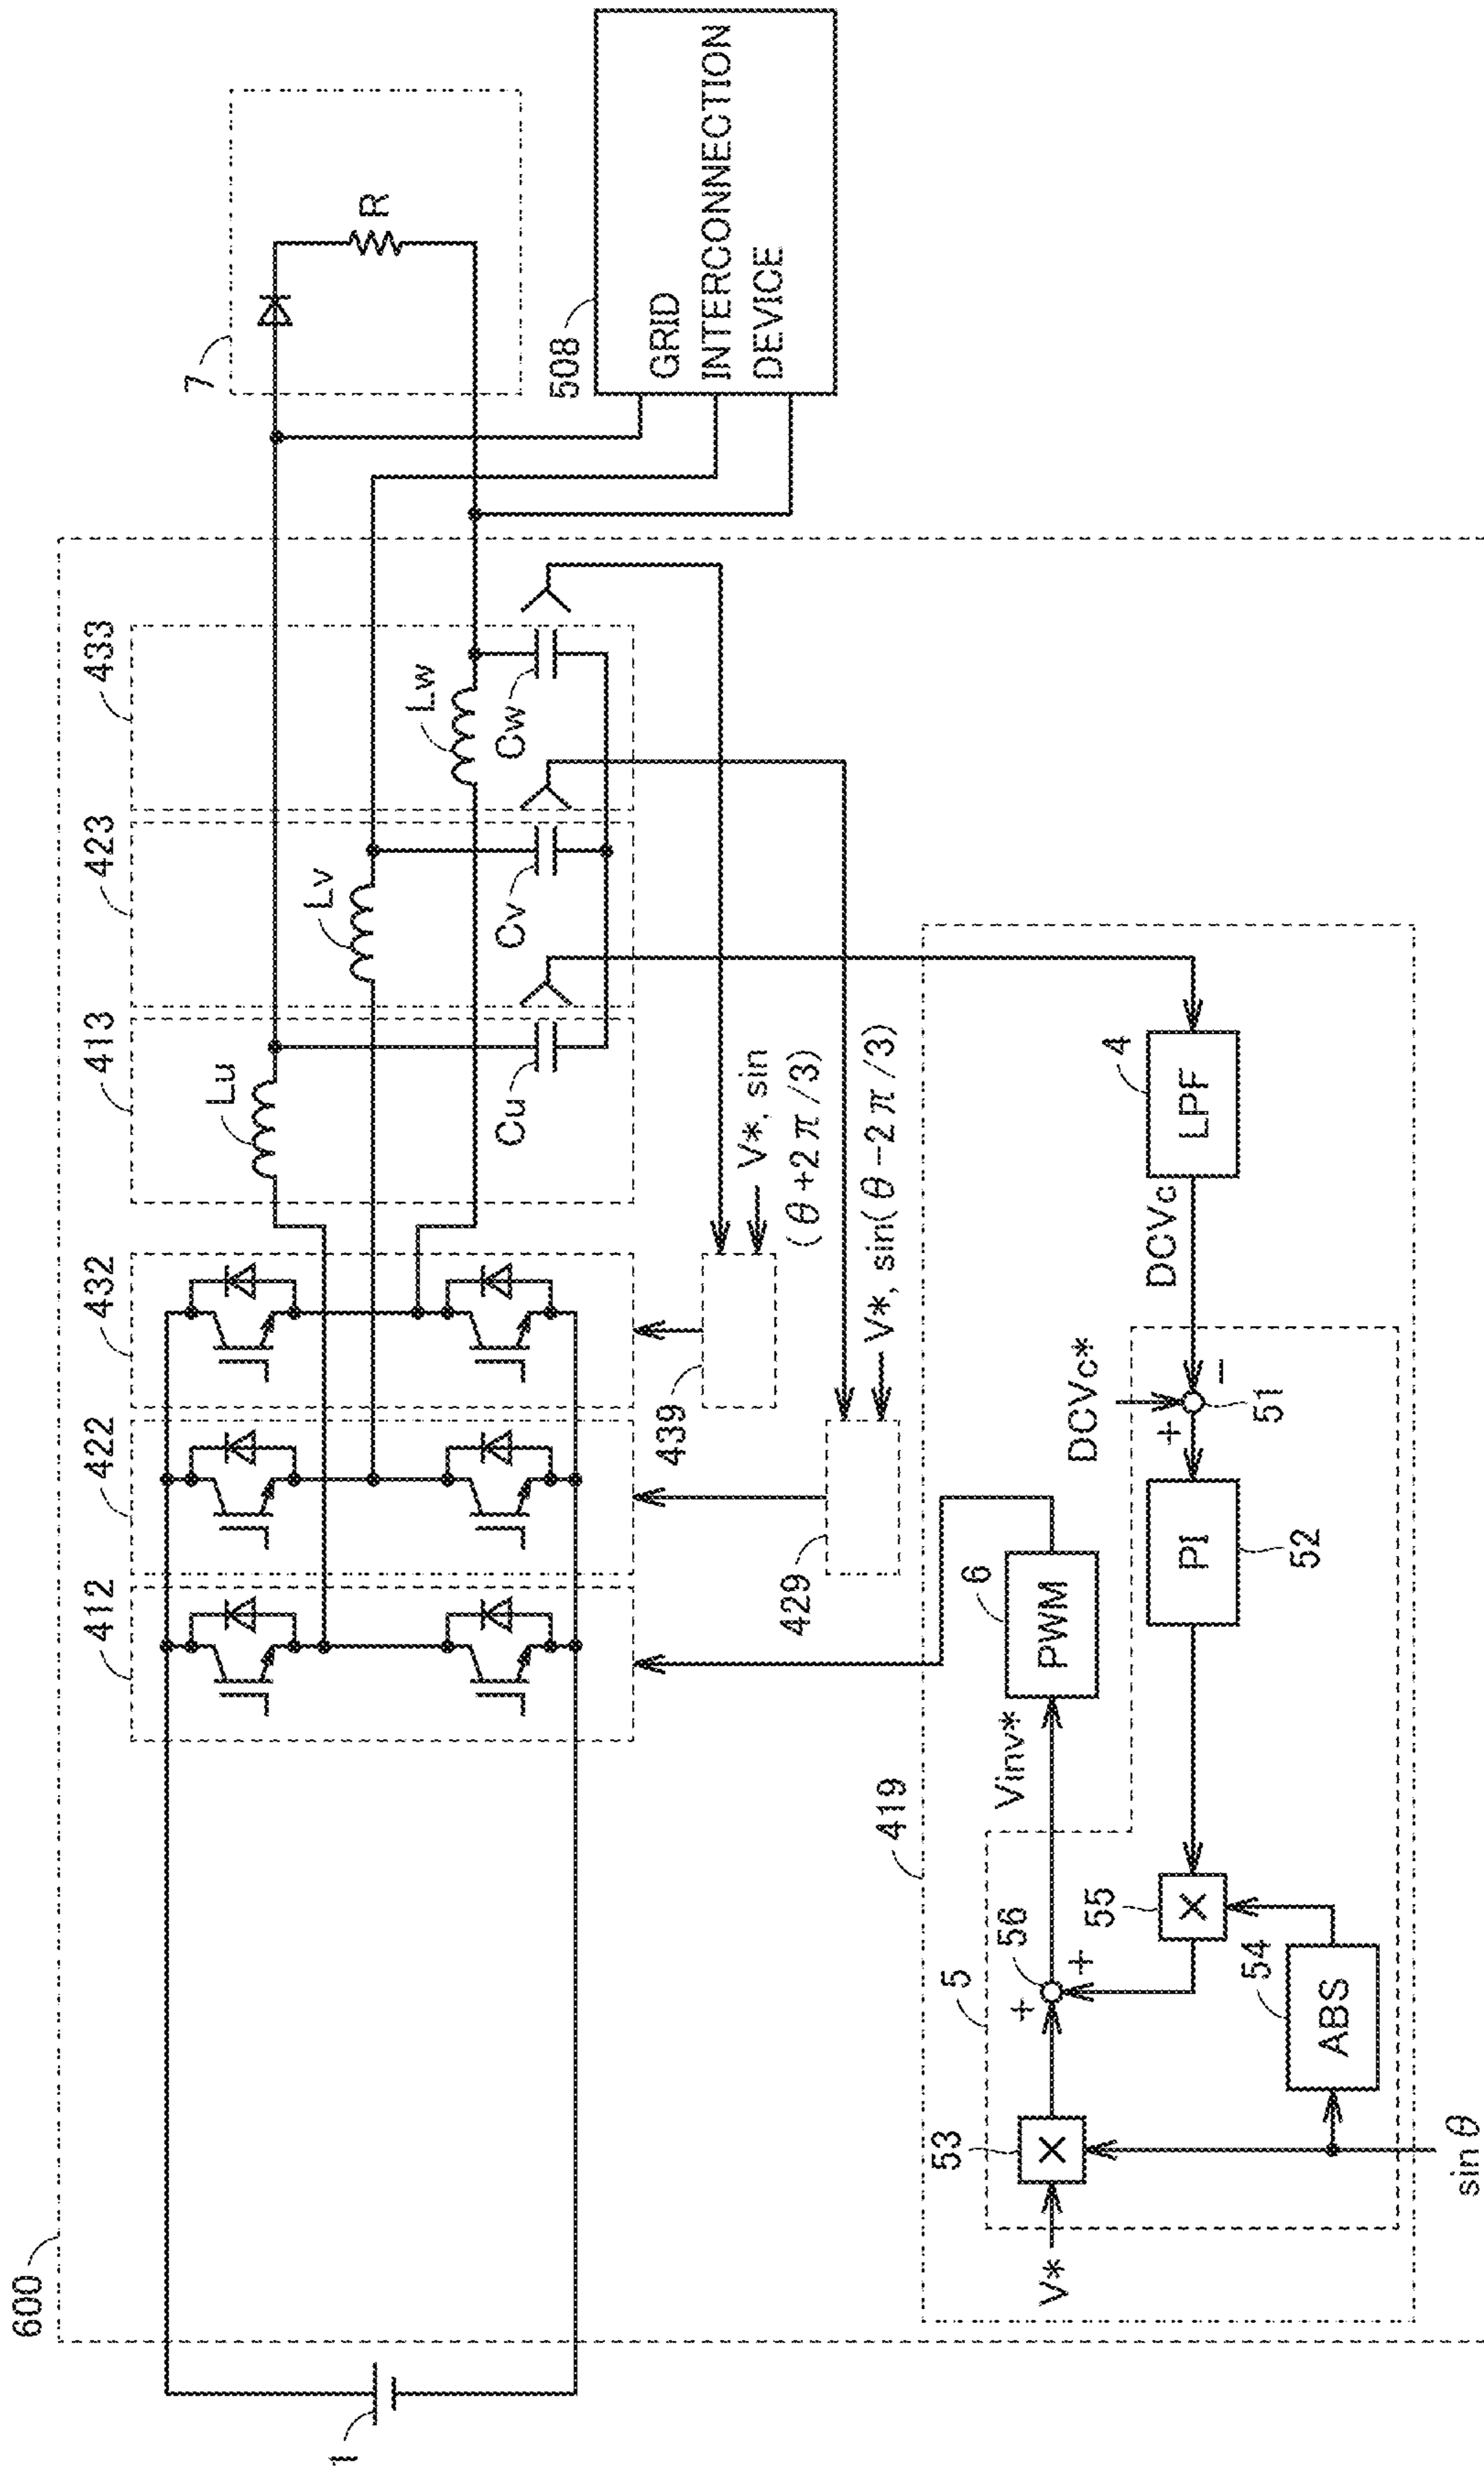 600
1
412
422
432
413
423
433
Lu
Lv
Lw
Cu
Cv
Cw
7
R
508
GRID
INTERCONNECTION
DEVICE
439
V*, sin
(θ+2π/3)
429
V*, sin(θ-2π/3)
419
5
V*
53
×
+
56
+
Vinv*
6
PWM
55
×
54
ABS
sin θ
PI
52
DCVc*
+
−
51
DCVc
4
LPF